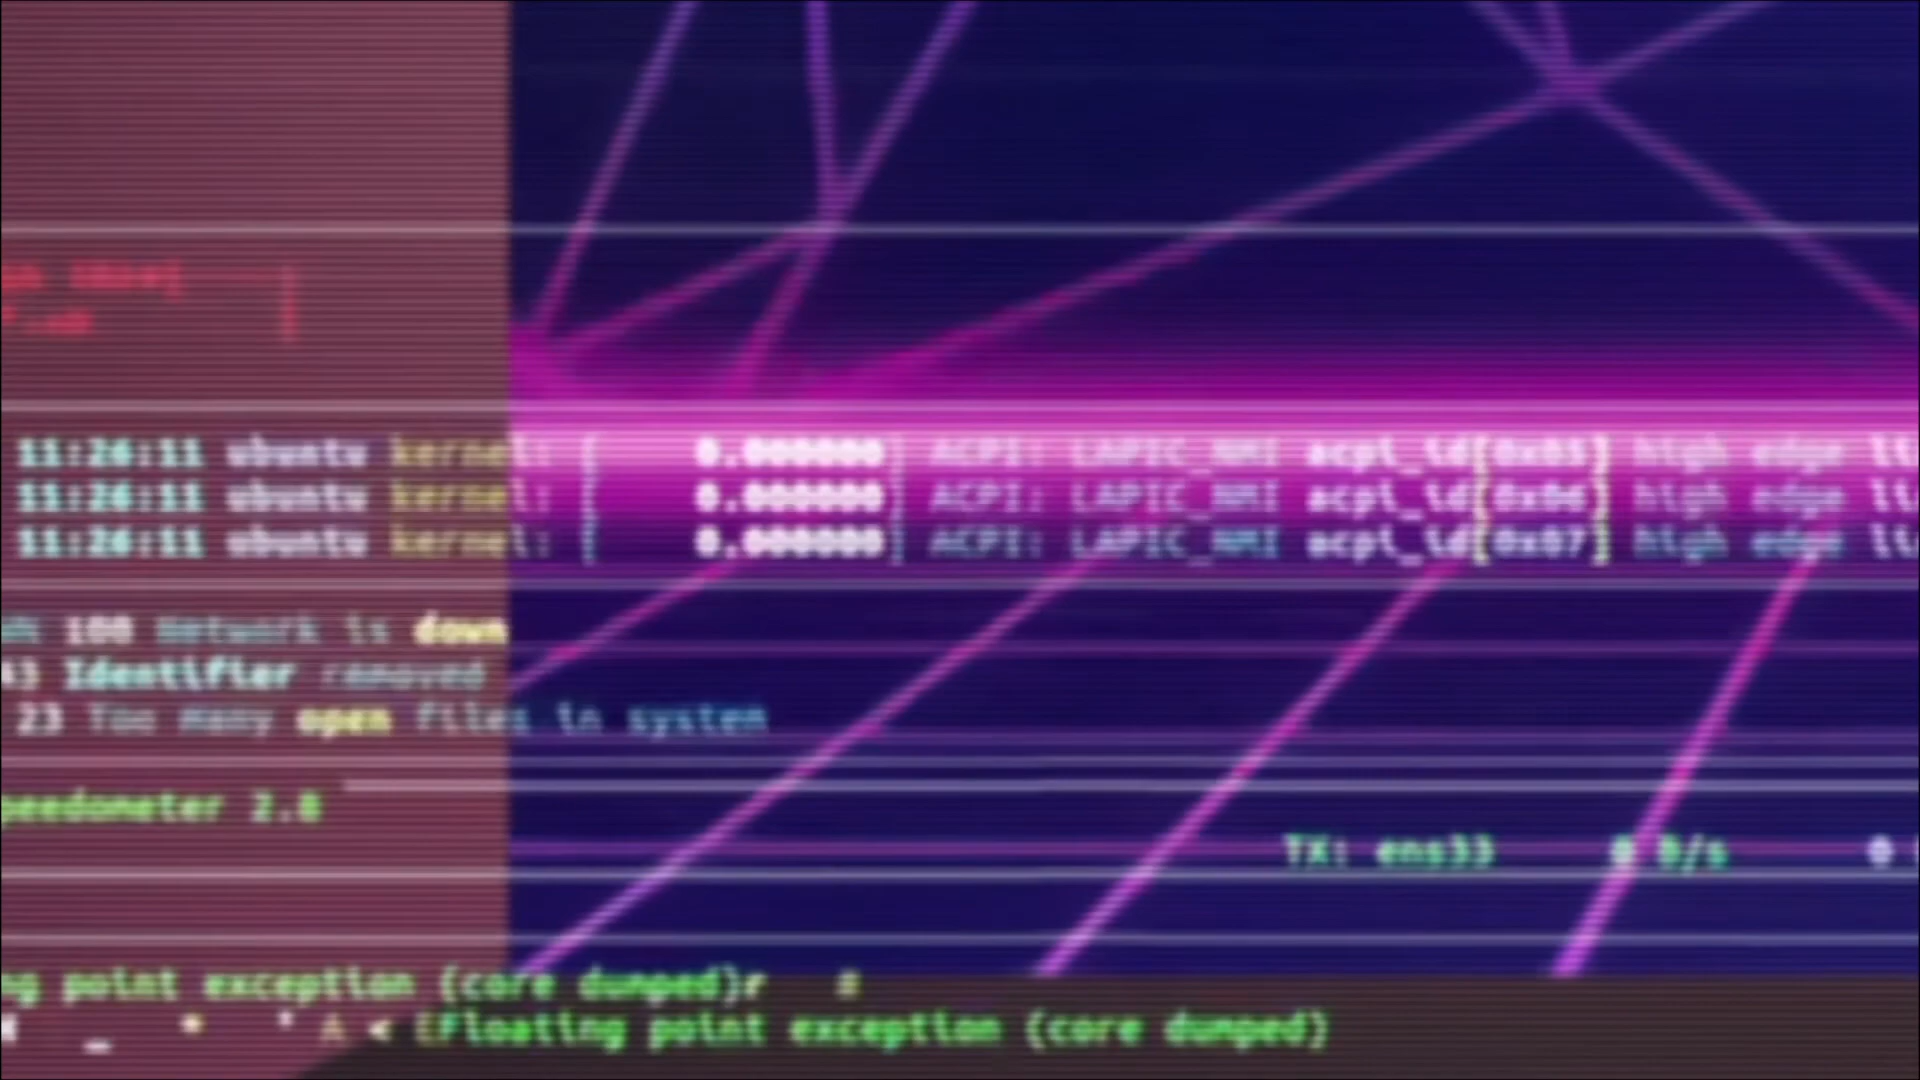 11:26:11 ubuntu kernel: [    0.000000] ACPI: LAPIC_NMI acpi_id[0x05] high edge
11:26:11 ubuntu kernel: [    0.000000] ACPI: LAPIC_NMI acpi_id[0x06] high edge
11:26:11 ubuntu kernel: [    0.000000] ACPI: LAPIC_NMI acpi_id[0x07] high edge
100 Network is down
43 Identifier removed
23 Too many open files in system
peedometer 2.8
TX: ens33 0 B/s 0
ng point exception (core dumped)r #
_ * " A < (Floating point exception (core dumped)